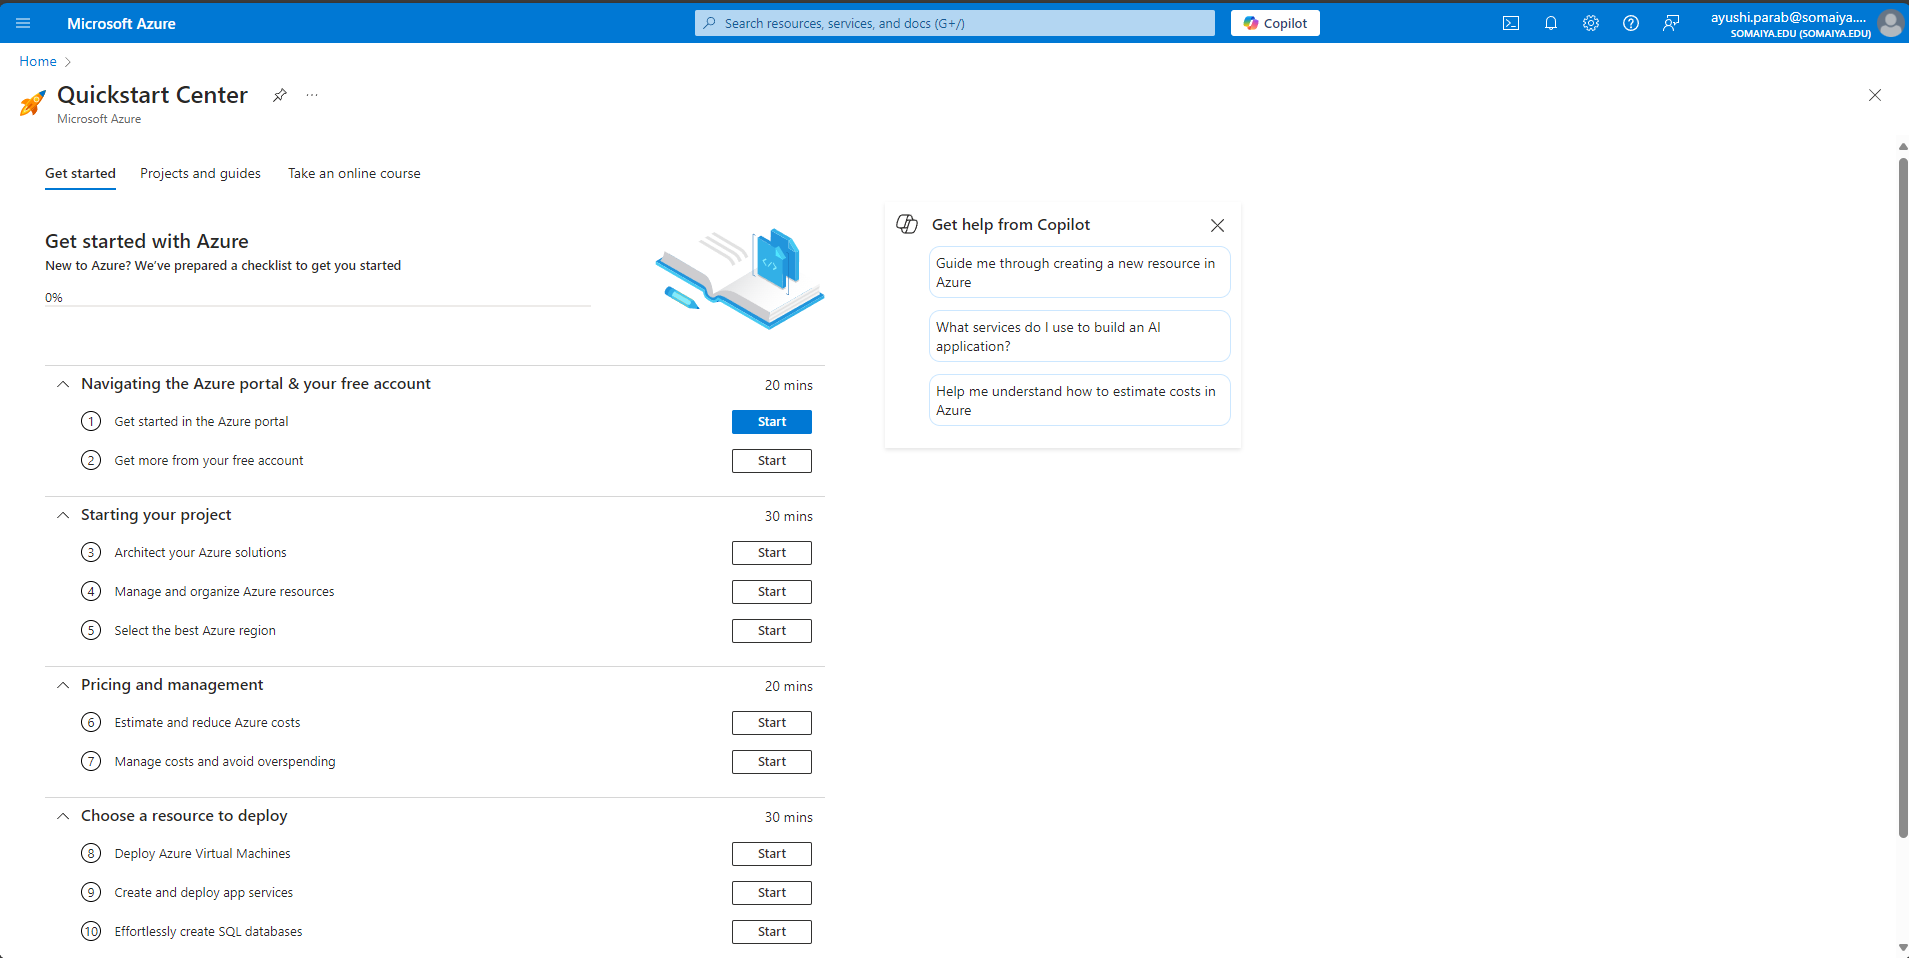 Microsoft Azure
Search resources, services, and docs (G+/)
Copilot
ayushi.parab@somaiya....
SOMAIYA.EDU (SOMAIYA.EDU)
Home
Quickstart Center
Microsoft Azure
Get started
Projects and guides
Take an online course
Get started with Azure
New to Azure? We've prepared a checklist to get you started
0%
Navigating the Azure portal & your free account
20 mins
1 Get started in the Azure portal
Start
2 Get more from your free account
Start
Starting your project
30 mins
3 Architect your Azure solutions
Start
4 Manage and organize Azure resources
Start
5 Select the best Azure region
Start
Pricing and management
20 mins
6 Estimate and reduce Azure costs
Start
7 Manage costs and avoid overspending
Start
Choose a resource to deploy
30 mins
8 Deploy Azure Virtual Machines
Start
9 Create and deploy app services
Start
10 Effortlessly create SQL databases
Start
Get help from Copilot
Guide me through creating a new resource in
Azure
What services do I use to build an AI
application?
Help me understand how to estimate costs in
Azure